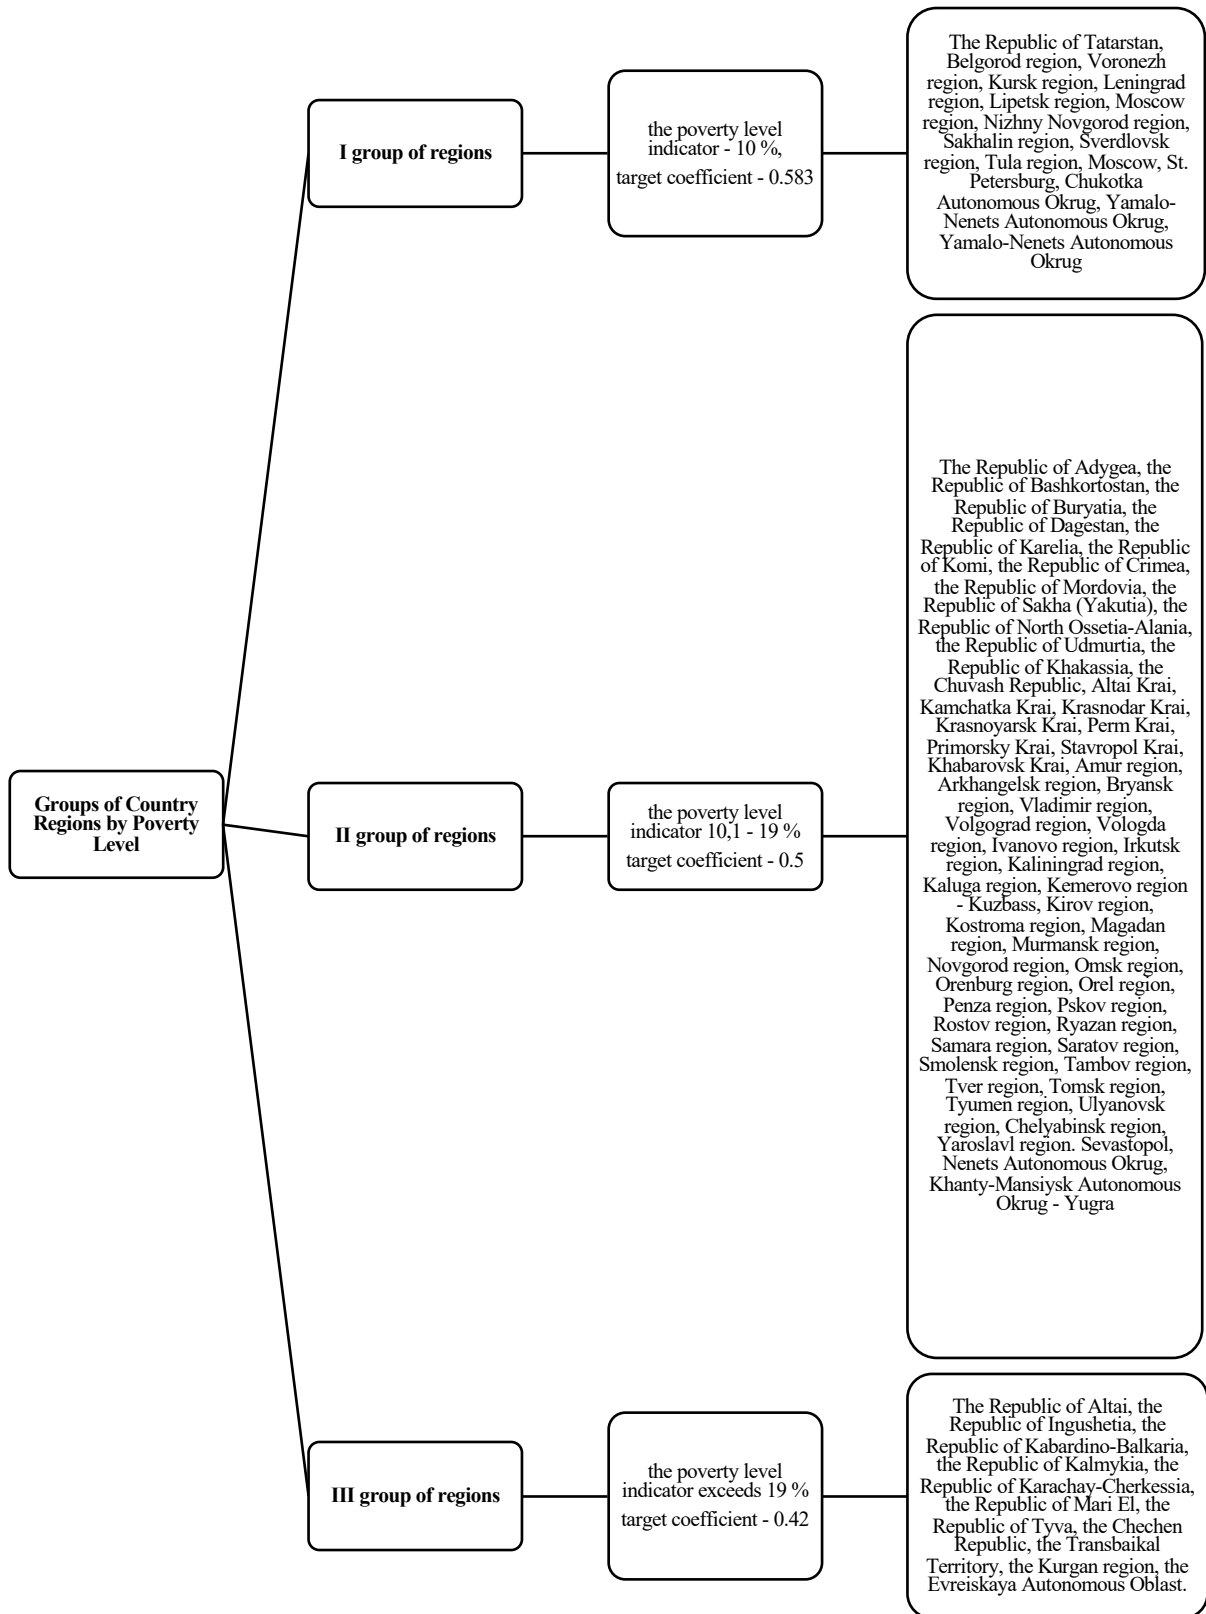 Groups of Country
Regions by Poverty
Level
I group of regions
the poverty level
indicator - 10 %,
target coefficient - 0.583
The Republic of Tatarstan,
Belgorod region, Voronezh
region, Kursk region, Leningrad
region, Lipetsk region, Moscow
region, Nizhny Novgorod region,
Sakhalin region, Sverdlovsk
region, Tula region, Moscow, St.
Petersburg, Chukotka
Autonomous Okrug, Yamalo-
Nenets Autonomous Okrug,
Yamalo-Nenets Autonomous
Okrug
II group of regions
the poverty level
indicator 10,1 - 19 %
target coefficient - 0.5
The Republic of Adygea, the
Republic of Bashkortostan, the
Republic of Buryatia, the
Republic of Dagestan, the
Republic of Karelia, the Republic
of Komi, the Republic of Crimea,
the Republic of Mordovia, the
Republic of Sakha (Yakutia), the
Republic of North Ossetia-Alania,
the Republic of Udmurtia, the
Republic of Khakassia, the
Chuvash Republic, Altai Krai,
Kamchatka Krai, Krasnodar Krai,
Krasnoyarsk Krai, Perm Krai,
Primorsky Krai, Stavropol Krai,
Khabarovsk Krai, Amur region,
Arkhangelsk region, Bryansk
region, Vladimir region,
Volgograd region, Vologda
region, Ivanovo region, Irkutsk
region, Kaliningrad region,
Kaluga region, Kemerovo region
- Kuzbass, Kirov region,
Kostroma region, Magadan
region, Murmansk region,
Novgorod region, Omsk region,
Orenburg region, Orel region,
Penza region, Pskov region,
Rostov region, Ryazan region,
Samara region, Saratov region,
Smolensk region, Tambov region,
Tver region, Tomsk region,
Tyumen region, Ulyanovsk
region, Chelyabinsk region,
Yaroslavl region. Sevastopol,
Nenets Autonomous Okrug,
Khanty-Mansiysk Autonomous
Okrug - Yugra
III group of regions
the poverty level
indicator exceeds 19 %
target coefficient - 0.42
The Republic of Altai, the
Republic of Ingushetia, the
Republic of Kabardino-Balkaria,
the Republic of Kalmykia, the
Republic of Karachay-Cherkessia,
the Republic of Mari El, the
Republic of Tyva, the Chechen
Republic, the Transbaikal
Territory, the Kurgan region, the
Evreiskaya Autonomous Oblast.